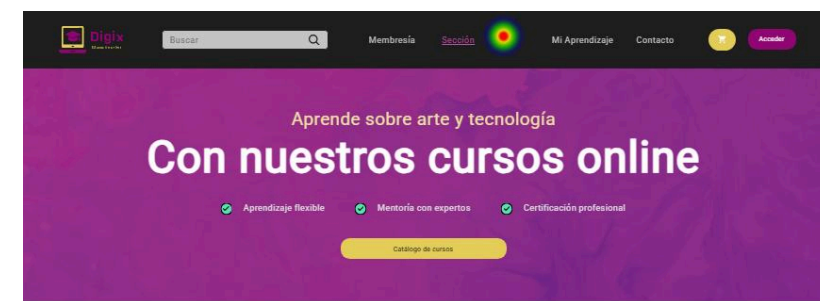 Digix
Buscar
Membresía
Sección
Mi Aprendizaje
Contacto
Acceder
Aprende sobre arte y tecnología
Con nuestros cursos online
Aprendizaje flexible
Mentoría con expertos
Certificación profesional
Catálogo de cursos